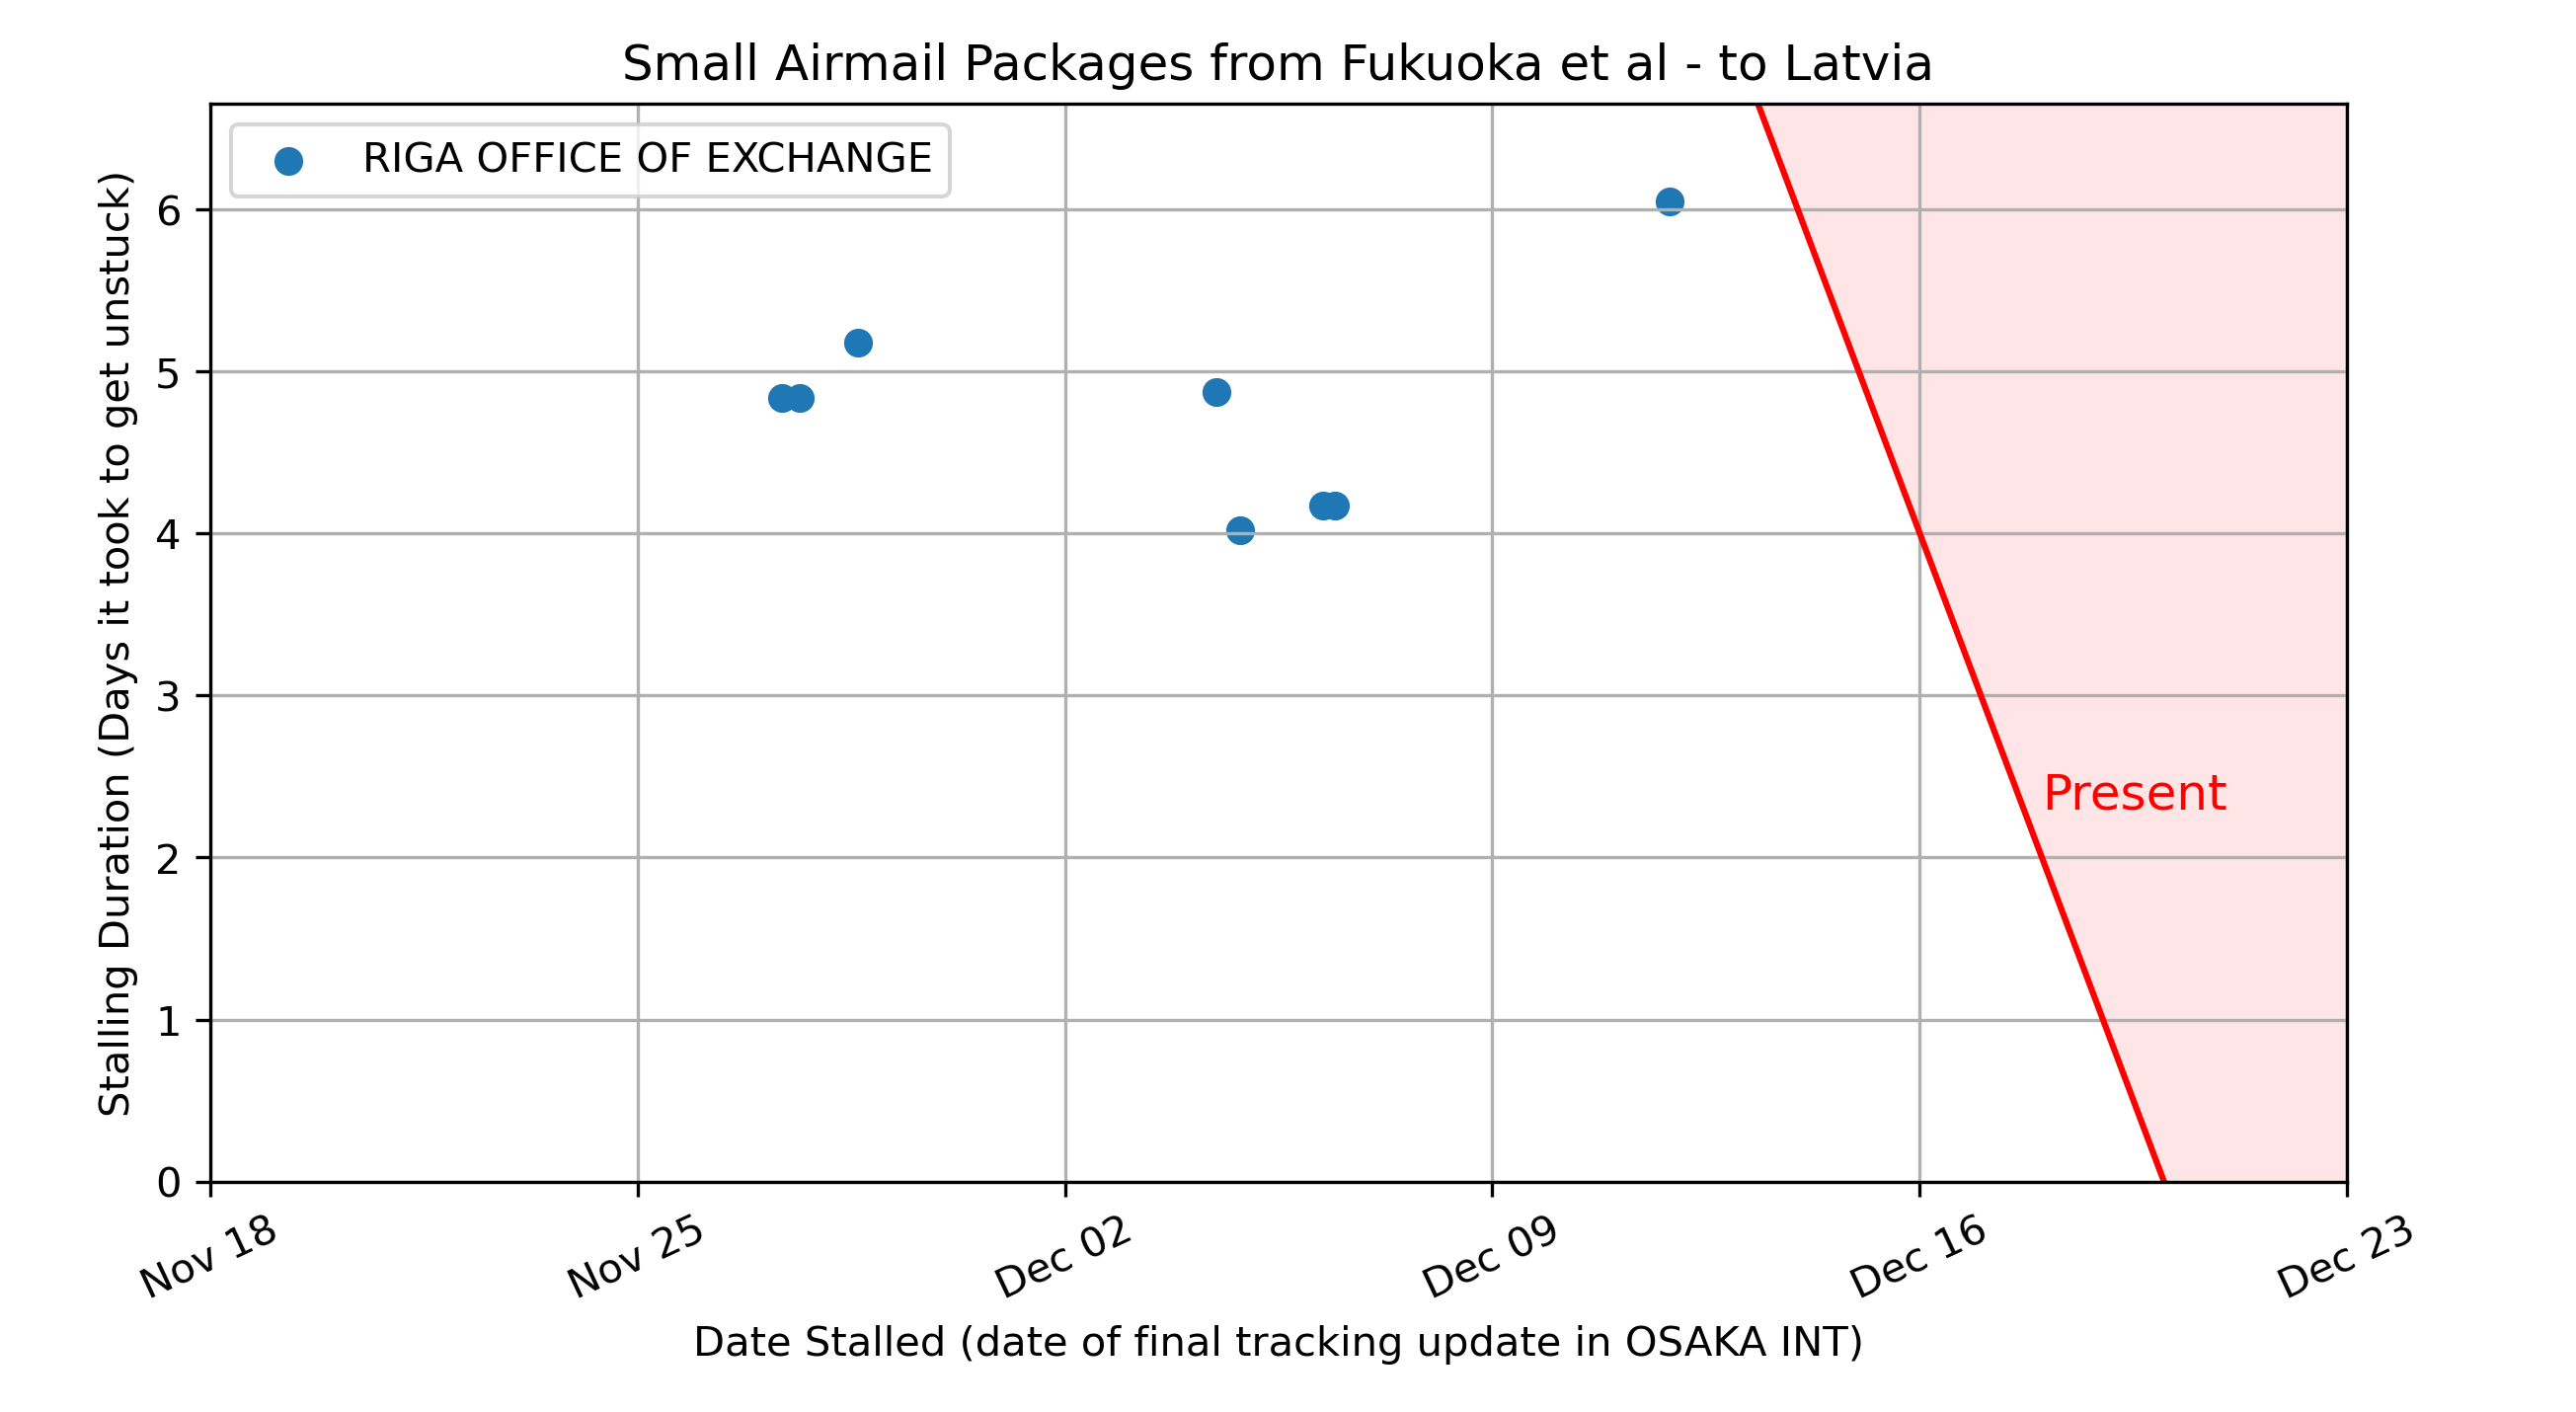 Small Airmail Packages from Fukuoka et al - to Latvia
RIGA OFFICE OF EXCHANGE
Stalling Duration (Days it took to get unstuck)
6
5
4
3
2
1
0
Present
Nov 18
Nov 25
Dec 02
Dec 09
Dec 16
Dec 23
Date Stalled (date of final tracking update in OSAKA INT)